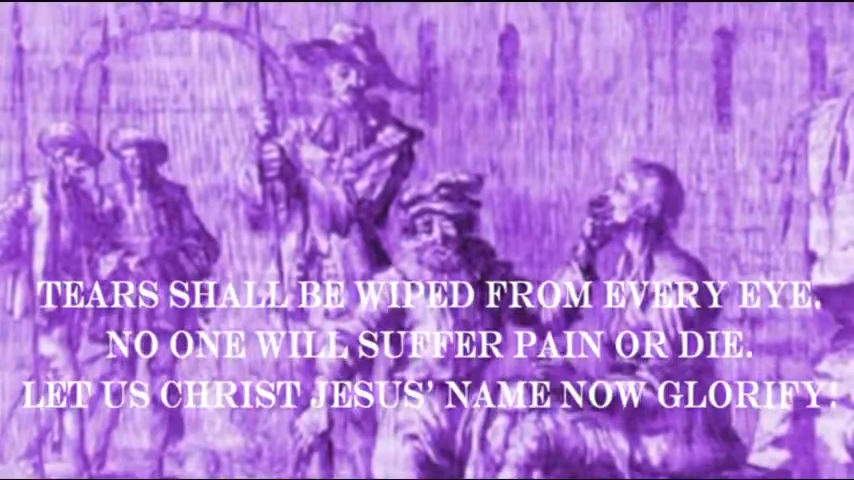 TEARS SHALL BE WIPED FROM EVERY EYE.
NO ONE WILL SUFFER PAIN OR DIE.
LET US CHRIST JESUS' NAME NOW GLORIFY!